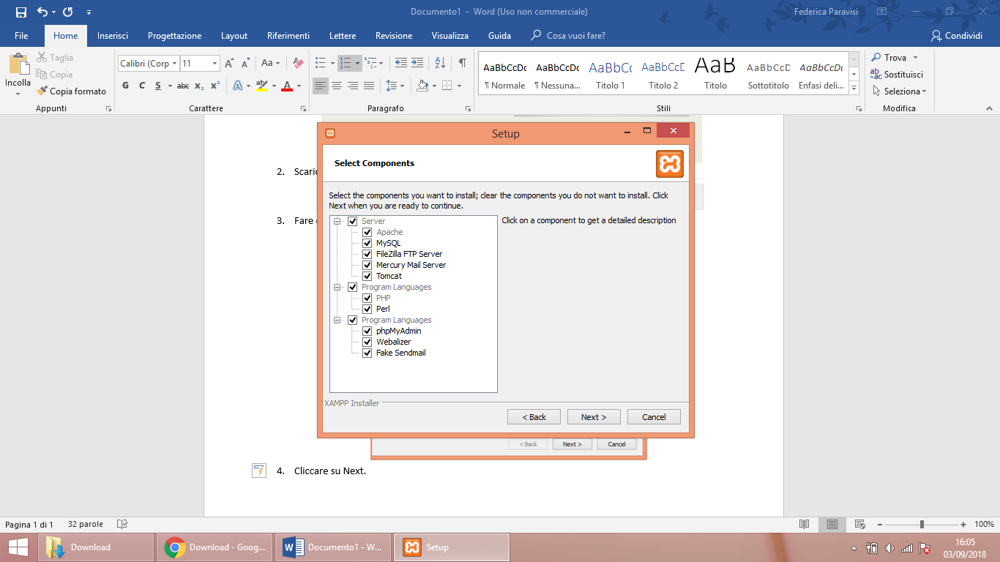 Documento1 - Word (Uso non commerciale)
Federica Paravisi
File Home Inserisci Progettazione Layout Riferimenti Lettere Revisione Visualizza Guida Cosa vuoi fare? Condividi
Incolla
Taglia
Copia
Copia formato
Appunti
Calibri (Corp 11
G C S abc x₂ x²
Carattere
Paragrafo
AaBbCcDc AaBbCcDc AaBbCc AaBbCcD AaB AaBbCcD AaBbCcDc
¶ Normale ¶ Nessuna... Titolo 1 Titolo 2 Titolo Sottotitolo Enfasi deli...
Stili
Trova
Sostituisci
Seleziona
Modifica
Setup
Select Components
2. Scaric
Select the components you want to install; clear the components you do not want to install. Click
Next when you are ready to continue.
3. Fare
Click on a component to get a detailed description
Server
Apache
MySQL
FileZilla FTP Server
Mercury Mail Server
Tomcat
Program Languages
PHP
Perl
Program Languages
phpMyAdmin
Webalizer
Fake Sendmail
XAMPP Installer
< Back Next > Cancel
< Back Next > Cancel
4. Cliccare su Next.
Pagina 1 di 1 32 parole 100%
Download Download - Goog... Documento1 - W... Setup
16:05
03/09/2018